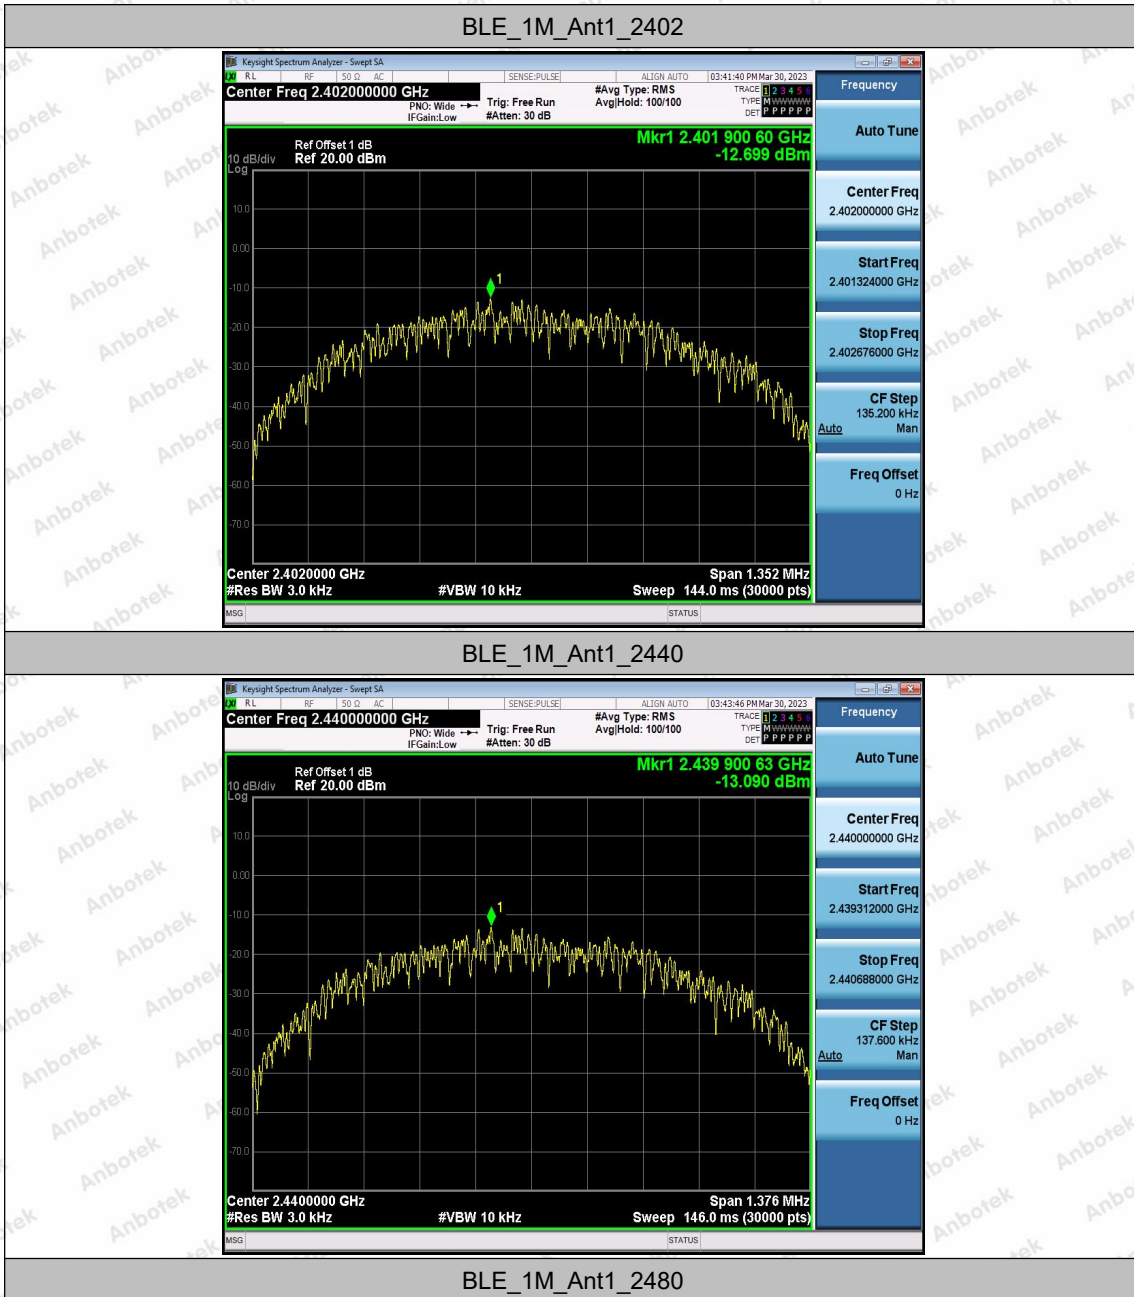 BLE_1M_Ant1_2402
Keysight Spectrum Analyzer - Swept SA
LXI RL RF 50 Ω AC SENSE:PULSE ALIGN AUTO 03:41:40 PM Mar 30, 2023
Center Freq 2.402000000 GHz
PNO: Wide
IFGain:Low
Trig: Free Run
#Atten: 30 dB
#Avg Type: RMS
Avg|Hold: 100/100
TRACE 1 2 3 4 5 6
TYPE M WWWWW
DET P P P P P P
Ref Offset 1 dB
10 dB/div Ref 20.00 dBm
Log
Mkr1 2.401 900 60 GHz
-12.699 dBm
10.0
0.00
-10.0
-20.0
-30.0
-40.0
-50.0
-60.0
-70.0
1
Center 2.4020000 GHz Span 1.352 MHz
#Res BW 3.0 kHz #VBW 10 kHz Sweep 144.0 ms (30000 pts)
MSG STATUS
Frequency
Auto Tune
Center Freq
2.402000000 GHz
Start Freq
2.401324000 GHz
Stop Freq
2.402676000 GHz
CF Step
135.200 kHz
Auto Man
Freq Offset
0 Hz
BLE_1M_Ant1_2440
Keysight Spectrum Analyzer - Swept SA
LXI RL RF 50 Ω AC SENSE:PULSE ALIGN AUTO 03:43:46 PM Mar 30, 2023
Center Freq 2.440000000 GHz
PNO: Wide
IFGain:Low
Trig: Free Run
#Atten: 30 dB
#Avg Type: RMS
Avg|Hold: 100/100
TRACE 1 2 3 4 5 6
TYPE M WWWWW
DET P P P P P P
Ref Offset 1 dB
10 dB/div Ref 20.00 dBm
Log
Mkr1 2.439 900 63 GHz
-13.090 dBm
10.0
0.00
-10.0
-20.0
-30.0
-40.0
-50.0
-60.0
-70.0
1
Center 2.4400000 GHz Span 1.376 MHz
#Res BW 3.0 kHz #VBW 10 kHz Sweep 146.0 ms (30000 pts)
MSG STATUS
Frequency
Auto Tune
Center Freq
2.440000000 GHz
Start Freq
2.439312000 GHz
Stop Freq
2.440688000 GHz
CF Step
137.600 kHz
Auto Man
Freq Offset
0 Hz
BLE_1M_Ant1_2480
Anbotek